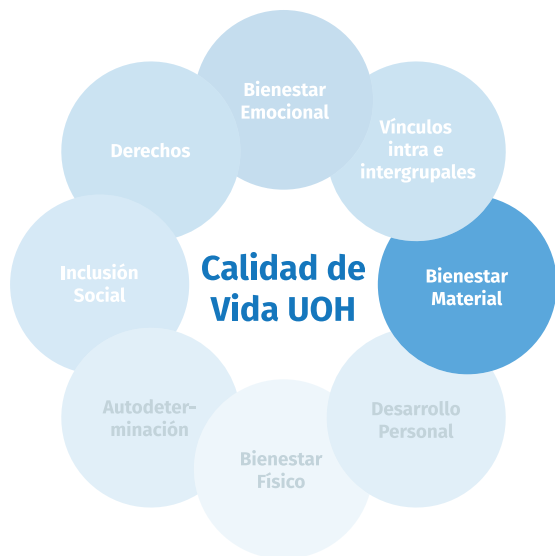 Bienestar
Emocional
Vínculos
intra e
intergrupales
Derechos
Calidad de
Vida UOH
Bienestar
Material
Inclusión
Social
Autodeter-
minación
Desarrollo
Personal
Bienestar
Físico